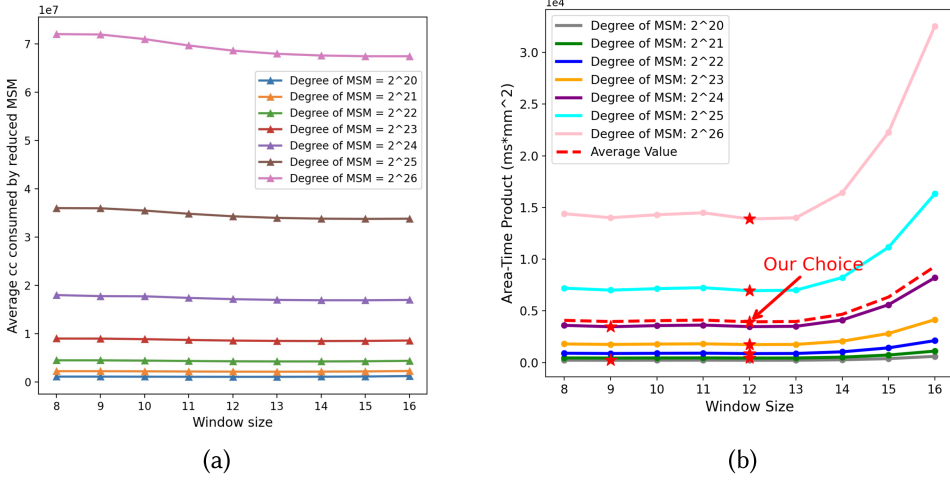 1e7
Average cc consumed by reduced MSM
7
6
5
4
3
2
1
0
Degree of MSM = 2^20
Degree of MSM = 2^21
Degree of MSM = 2^22
Degree of MSM = 2^23
Degree of MSM = 2^24
Degree of MSM = 2^25
Degree of MSM = 2^26
8 9 10 11 12 13 14 15 16
Window size
(a)
1e4
Area-Time Product (ms*mm^2)
3.0
2.5
2.0
1.5
1.0
0.5
0.0
Degree of MSM: 2^20
Degree of MSM: 2^21
Degree of MSM: 2^22
Degree of MSM: 2^23
Degree of MSM: 2^24
Degree of MSM: 2^25
Degree of MSM: 2^26
Average Value
Our Choice
8 9 10 11 12 13 14 15 16
Window Size
(b)